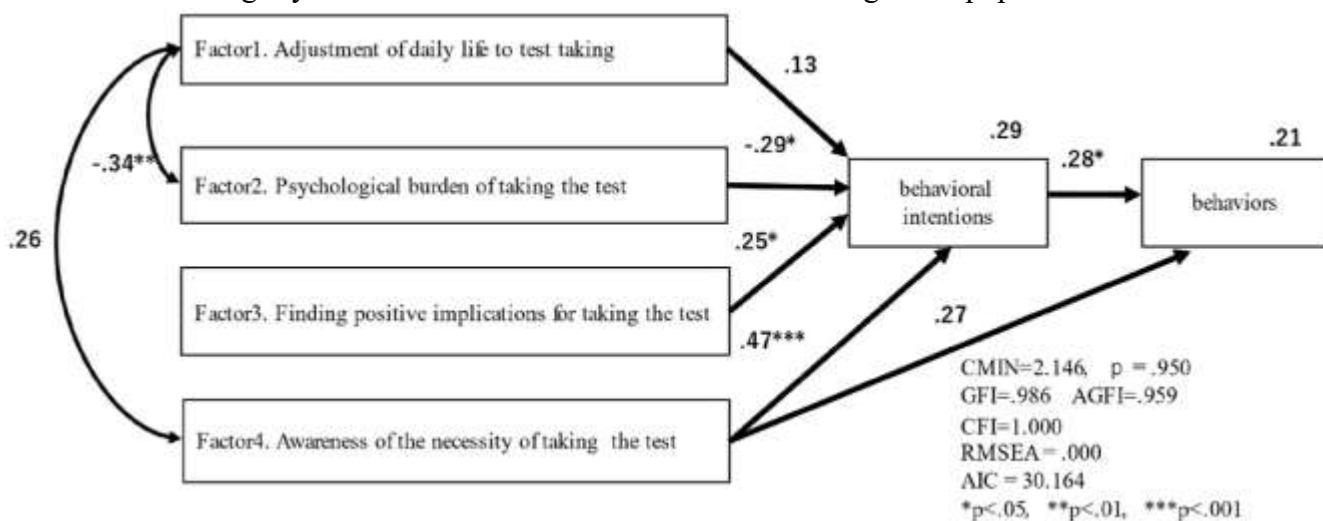 Factor1. Adjustment of daily life to test taking
.13
.29
.21
-.34**
-.29*
.28*
Factor2. Psychological burden of taking the test
behavioral
intentions
behaviors
.26
.25*
Factor3. Finding positive implications for taking the test
.47***
.27
CMIN=2.146, p = .950
GFI=.986 AGFI=.959
CFI=1.000
RMSEA = .000
AIC = 30.164
*p<.05, **p<.01, ***p<.001
Factor4. Awareness of the necessity of taking the test